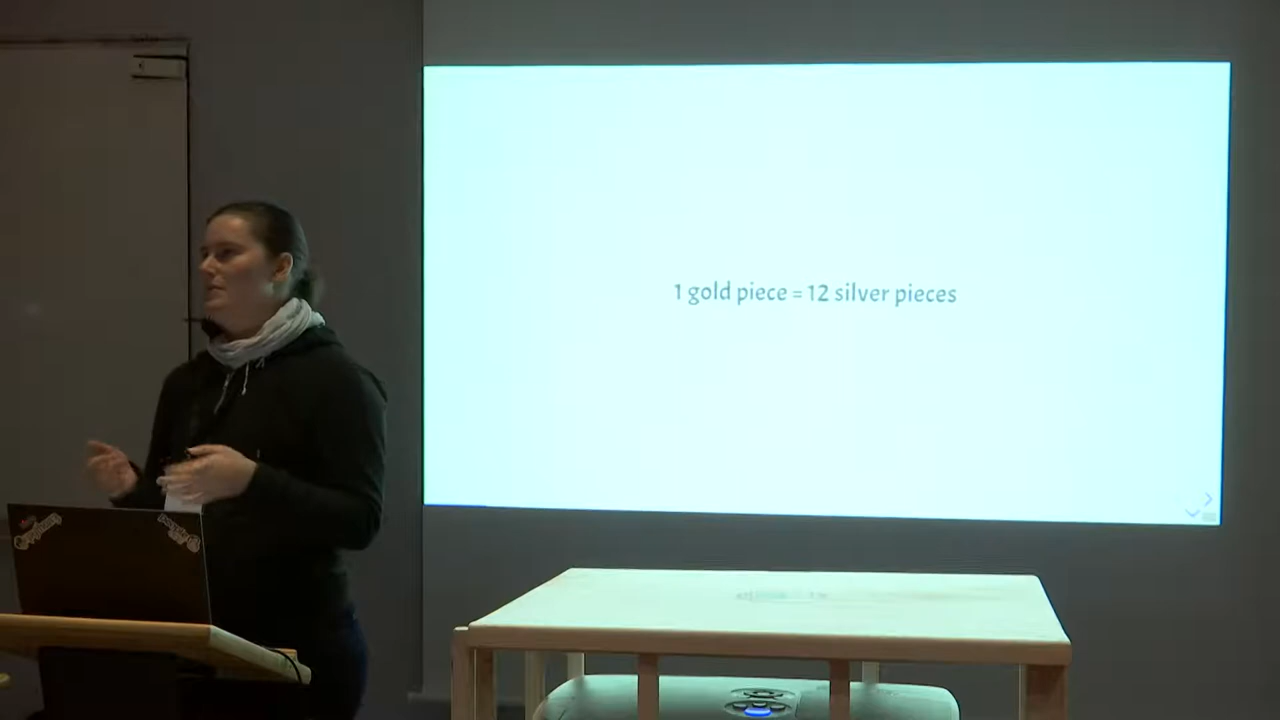 1 gold piece = 12 silver pieces